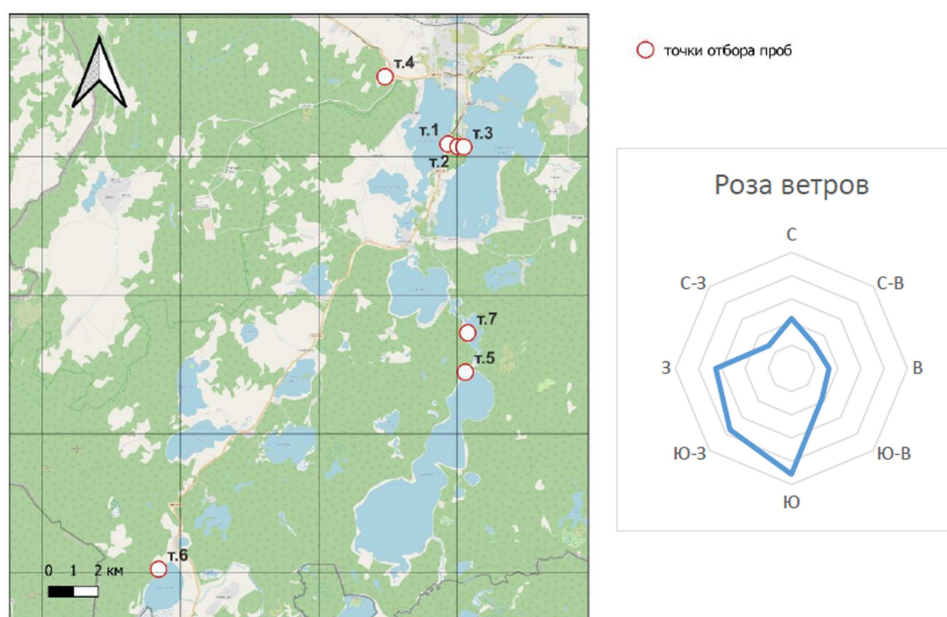 т.4
т.1
т.3
т.2
т.7
т.5
т.6
0 1 2 км
точки отбора проб
Роза ветров
С
С-З
С-В
З
В
Ю-З
Ю-В
Ю